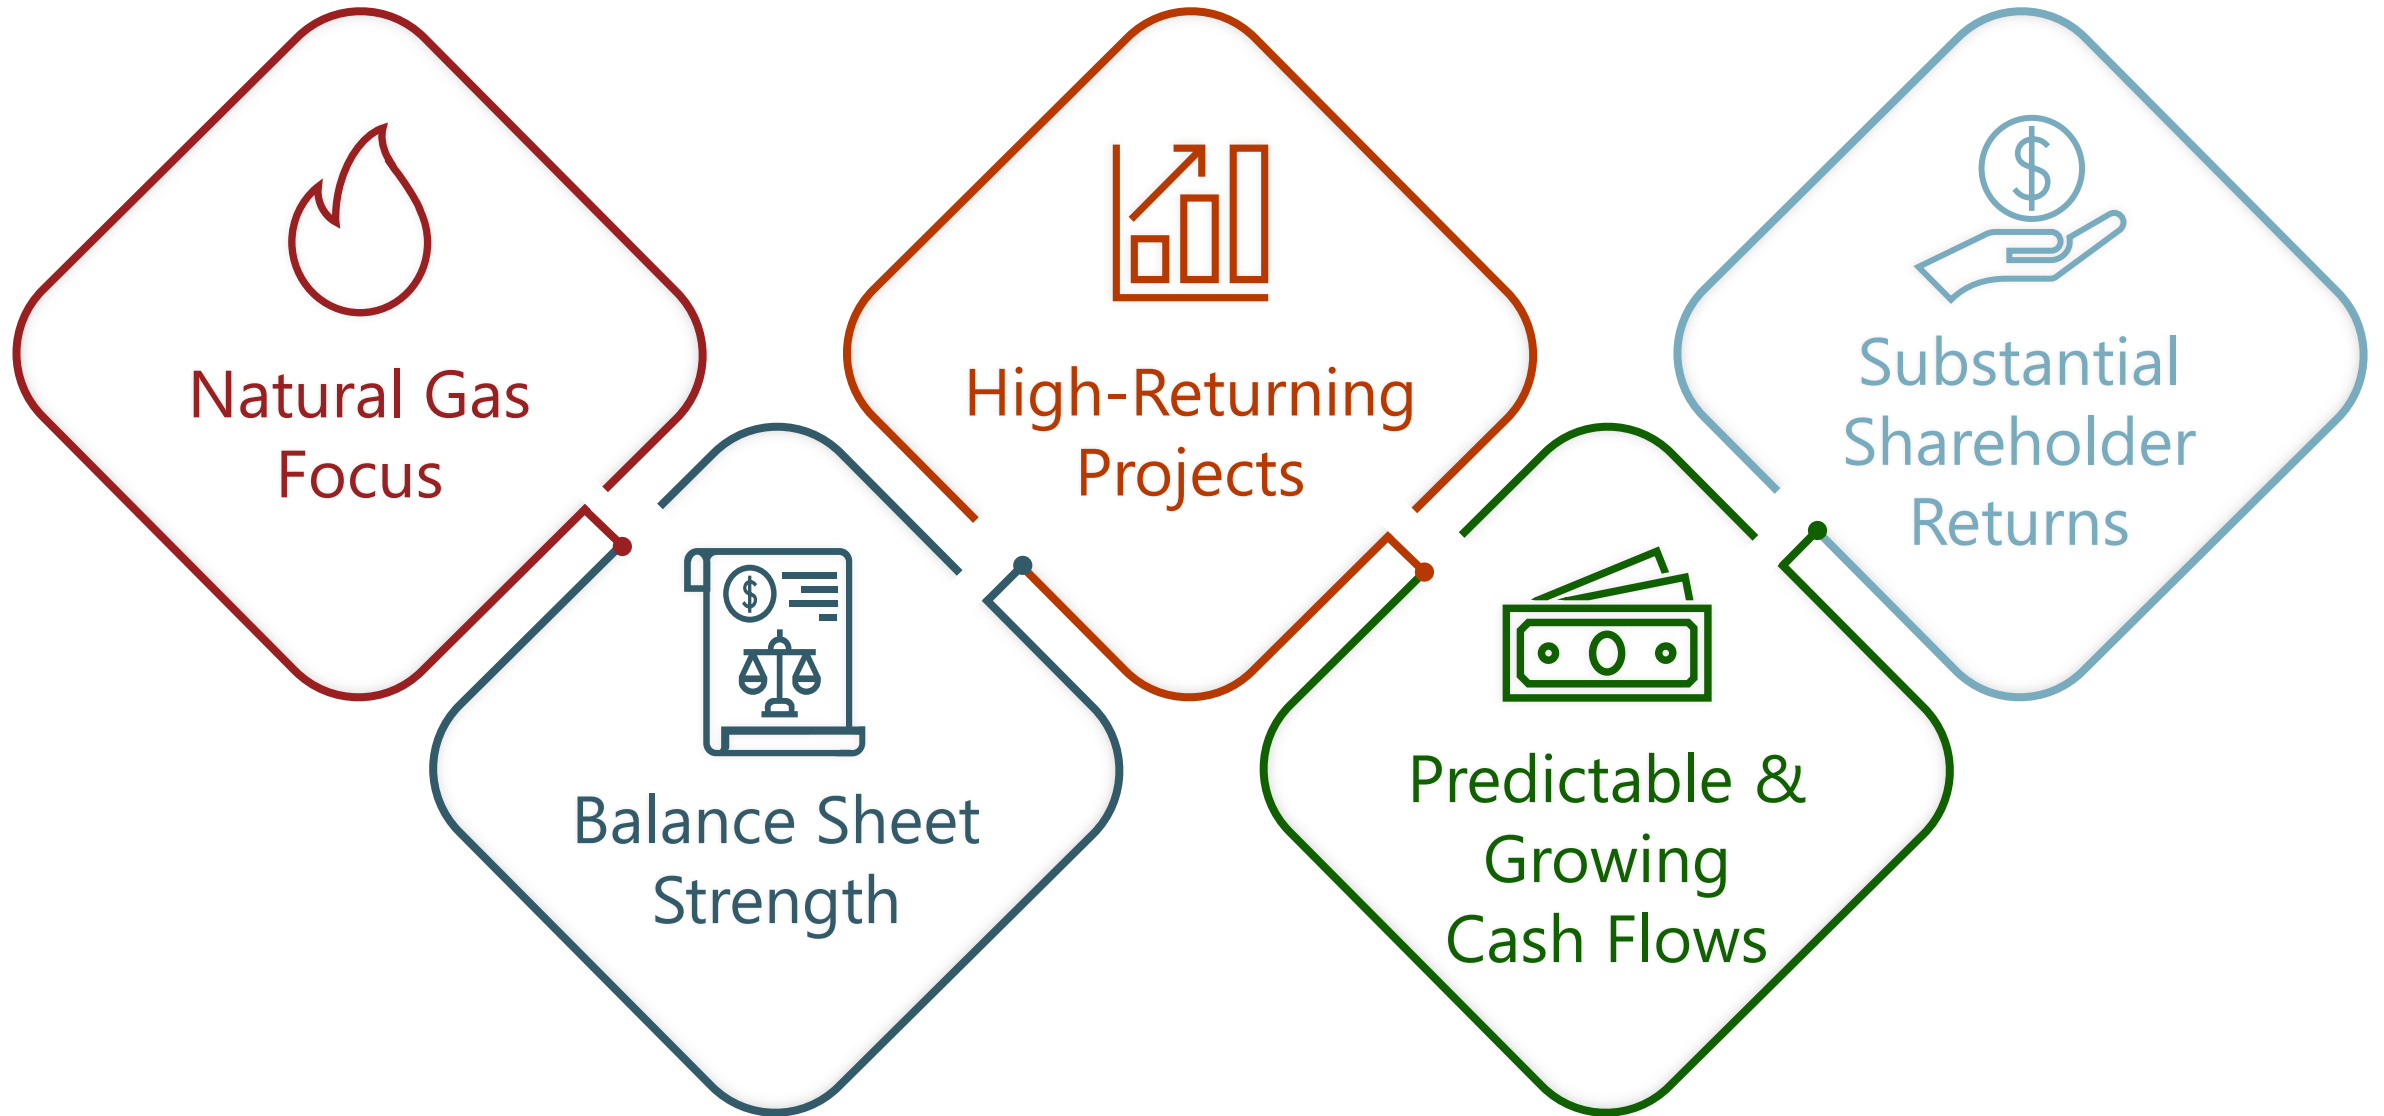 Natural Gas
Focus
Balance Sheet
Strength
High-Returning
Projects
Predictable &
Growing
Cash Flows
Substantial
Shareholder
Returns